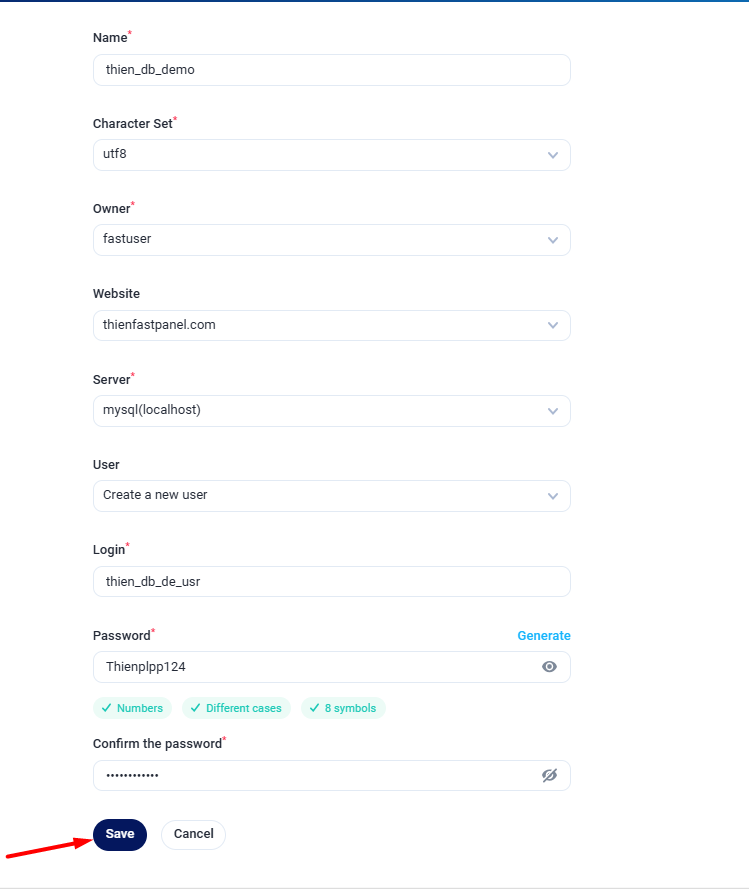 Name*
thien_db_demo
Character Set*
utf8
Owner*
fastuser
Website
thienfastpanel.com
Server*
mysql(localhost)
User
Create a new user
Login*
thien_db_de_usr
Password* Generate
Thienplpp124
Numbers Different cases 8 symbols
Confirm the password*
••••••••••••
Save Cancel